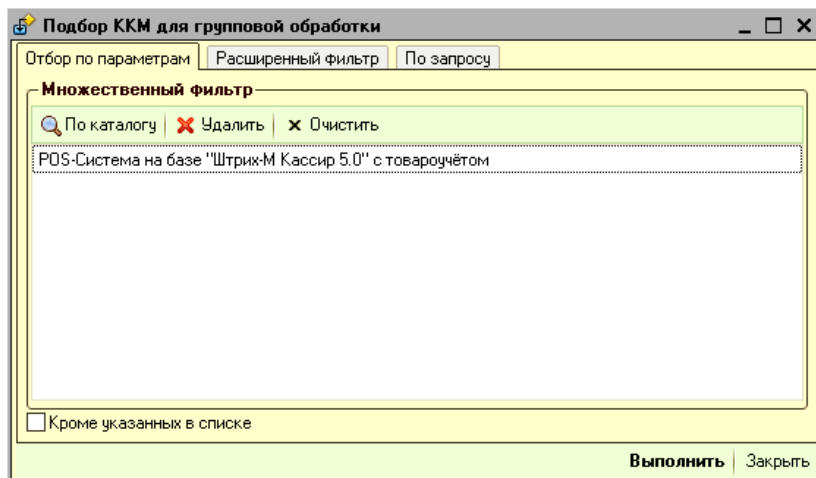 Подбор ККМ для групповой обработки
Отбор по параметрам Расширенный фильтр По запросу
Множественный фильтр
По каталогу Удалить Очистить
POS-Система на базе "Штрих-М Кассир 5.0" с товароучётом
Кроме указанных в списке
Выполнить Закрыть